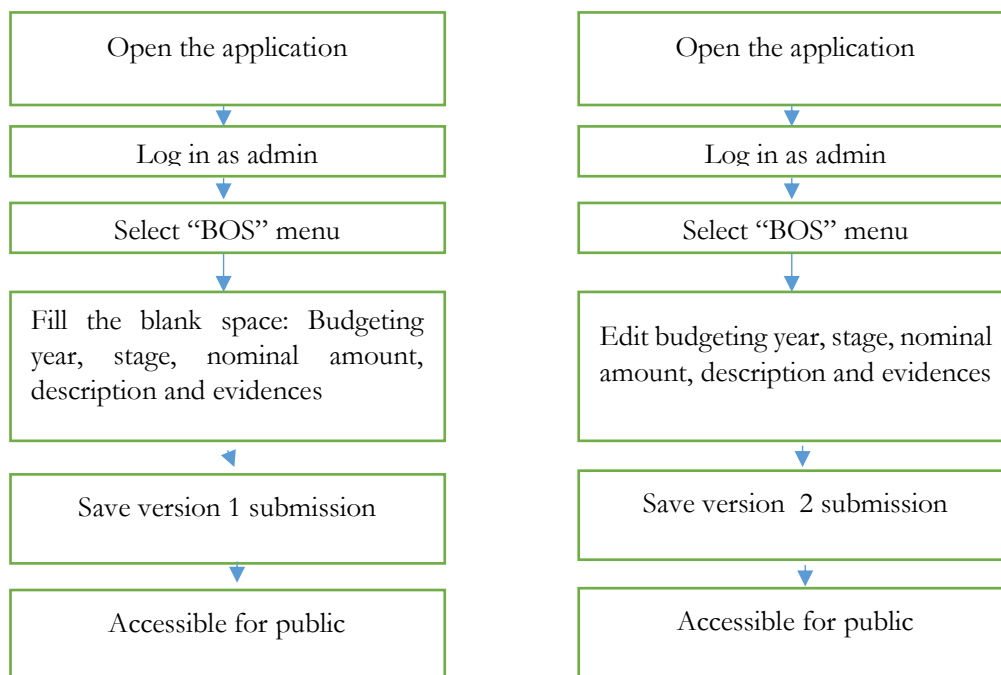 Open the application
Log in as admin
Select “BOS” menu
Fill the blank space: Budgeting
year, stage, nominal amount,
description and evidences
Save version 1 submission
Accessible for public
Open the application
Log in as admin
Select “BOS” menu
Edit budgeting year, stage, nominal
amount, description and evidences
Save version  2 submission
Accessible for public